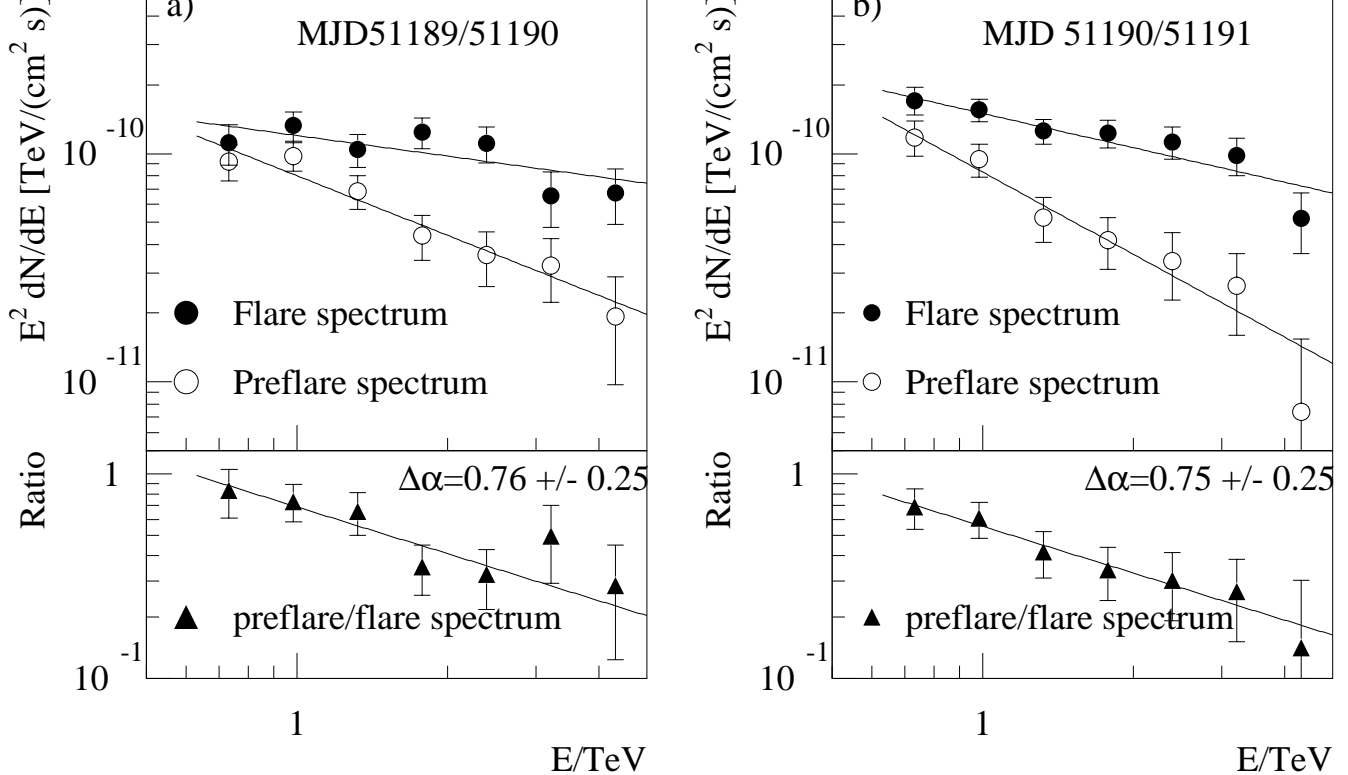 a)
MJD51189/51190
E² dN/dE [TeV/(cm² s)]
10⁻¹⁰
Flare spectrum
Preflare spectrum
10⁻¹¹
Ratio
1
Δα=0.76 +/- 0.25
preflare/flare spectrum
10⁻¹
1
E/TeV
b)
MJD 51190/51191
E² dN/dE [TeV/(cm² s)]
10⁻¹⁰
Flare spectrum
Preflare spectrum
10⁻¹¹
Ratio
1
Δα=0.75 +/- 0.25
preflare/flare spectrum
10⁻¹
1
E/TeV